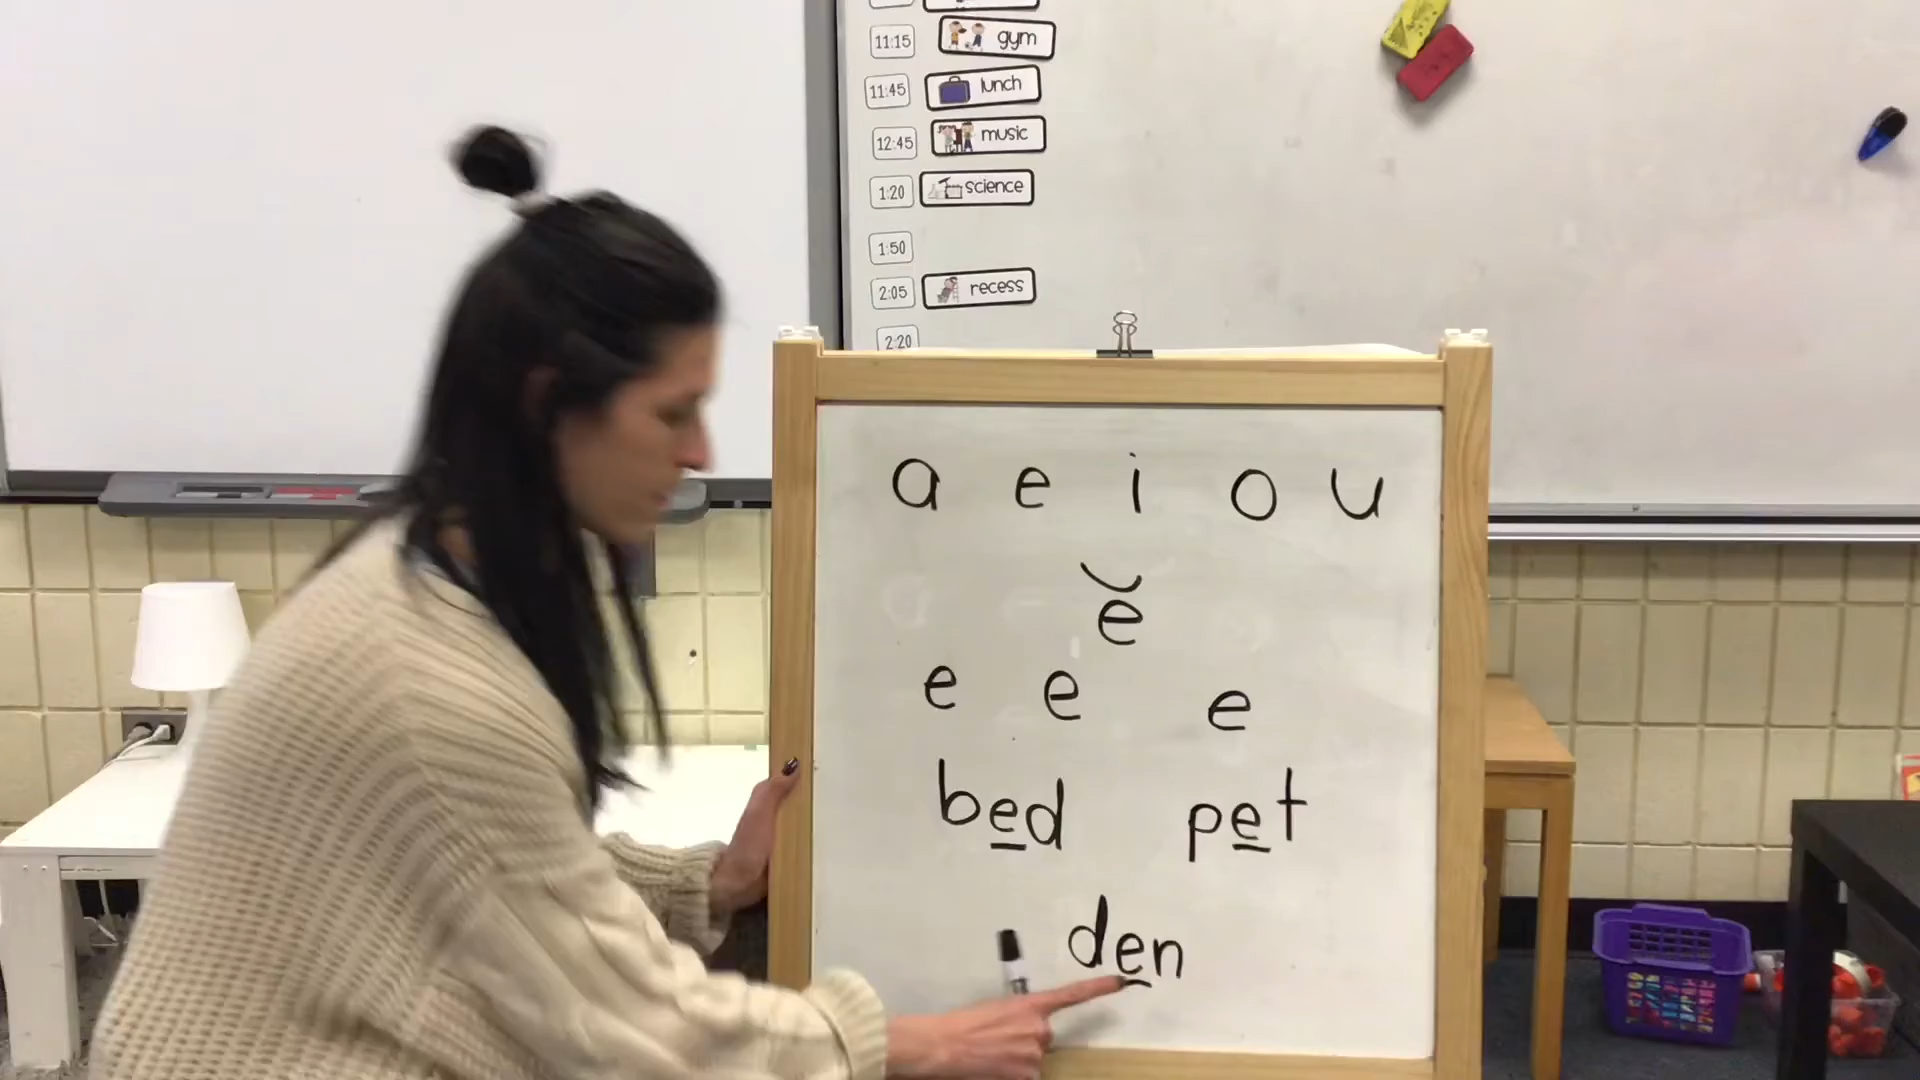 11:15 gym
11:45 lunch
12:45 music
1:20 science
1:50
2:05 recess
2:20
a e i o u
ĕ
e e e
bed pet
den